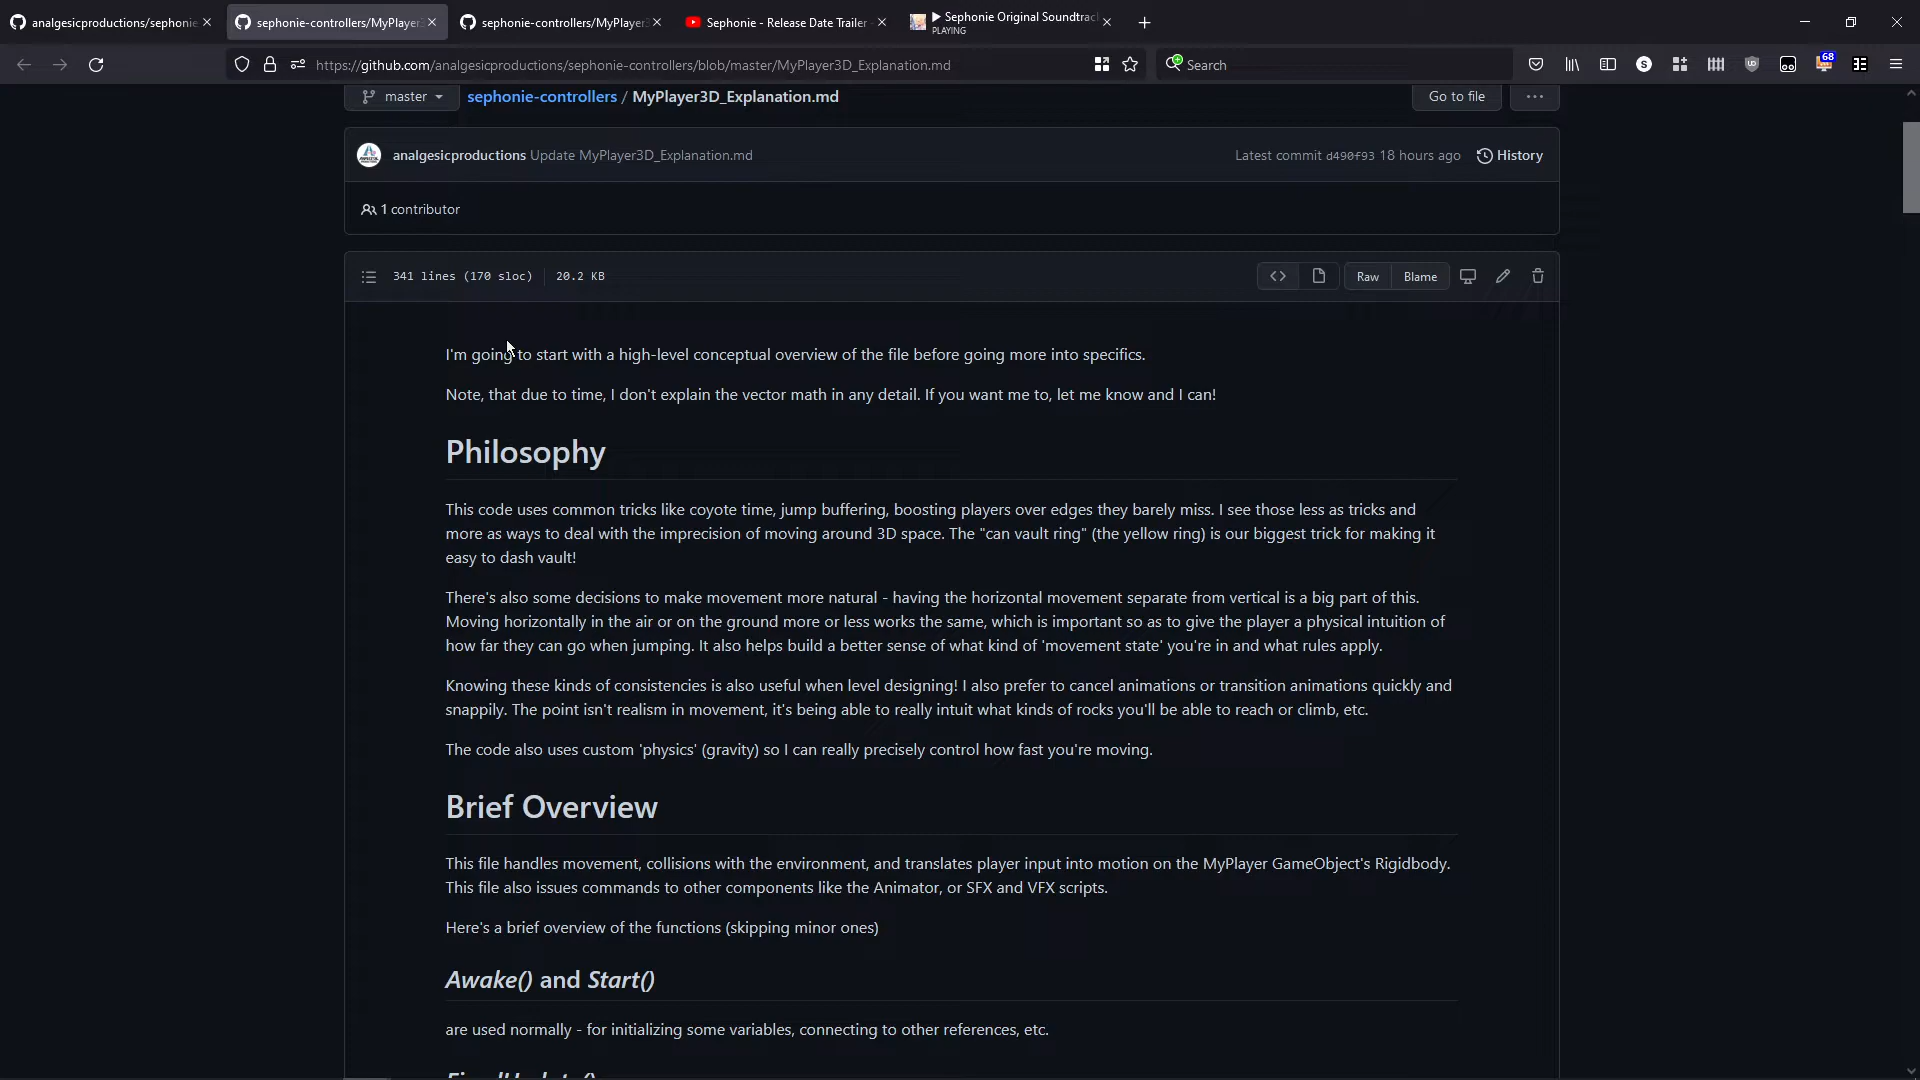 analgesicproductions/sephonie
sephonie-controllers/MyPlayer
sephonie-controllers/MyPlayer
Sephonie - Release Date Trailer
Sephonie Original Soundtrac
PLAYING
https://github.com/analgesicproductions/sephonie-controllers/blob/master/MyPlayer3D_Explanation.md
Search
68
master
sephonie-controllers / MyPlayer3D_Explanation.md
Go to file
analgesicproductions Update MyPlayer3D_Explanation.md
Latest commit d490f93 18 hours ago
History
1 contributor
341 lines (170 sloc)
20.2 KB
Raw
Blame
I'm going to start with a high-level conceptual overview of the file before going more into specifics.
Note, that due to time, I don't explain the vector math in any detail. If you want me to, let me know and I can!
Philosophy
This code uses common tricks like coyote time, jump buffering, boosting players over edges they barely miss. I see those less as tricks and
more as ways to deal with the imprecision of moving around 3D space. The "can vault ring" (the yellow ring) is our biggest trick for making it
easy to dash vault!
There's also some decisions to make movement more natural - having the horizontal movement separate from vertical is a big part of this.
Moving horizontally in the air or on the ground more or less works the same, which is important so as to give the player a physical intuition of
how far they can go when jumping. It also helps build a better sense of what kind of 'movement state' you're in and what rules apply.
Knowing these kinds of consistencies is also useful when level designing! I also prefer to cancel animations or transition animations quickly and
snappily. The point isn't realism in movement, it's being able to really intuit what kinds of rocks you'll be able to reach or climb, etc.
The code also uses custom 'physics' (gravity) so I can really precisely control how fast you're moving.
Brief Overview
This file handles movement, collisions with the environment, and translates player input into motion on the MyPlayer GameObject's Rigidbody.
This file also issues commands to other components like the Animator, or SFX and VFX scripts.
Here's a brief overview of the functions (skipping minor ones)
Awake() and Start()
are used normally - for initializing some variables, connecting to other references, etc.